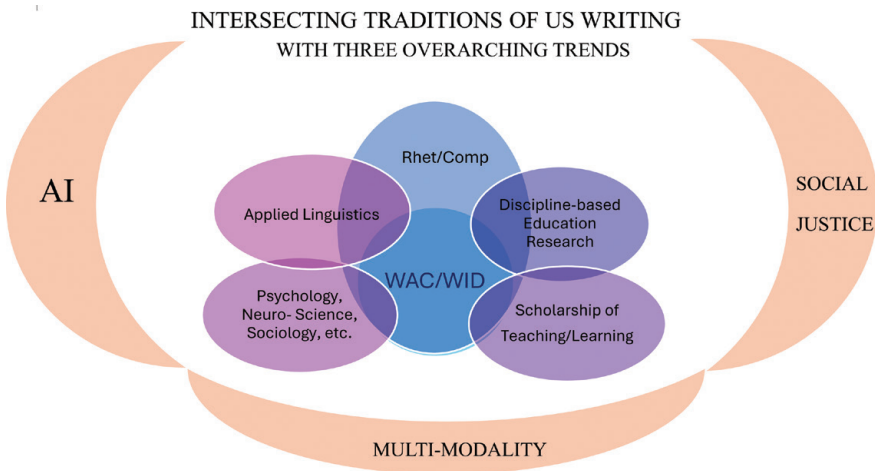 INTERSECTING TRADITIONS OF US WRITING
WITH THREE OVERARCHING TRENDS
AI
Rhet/Comp
Applied Linguistics
Discipline-based
Education
Research
SOCIAL
JUSTICE
WAC/WID
Psychology,
Neuro- Science,
Sociology, etc.
Scholarship of
Teaching/Learning
MULTI-MODALITY